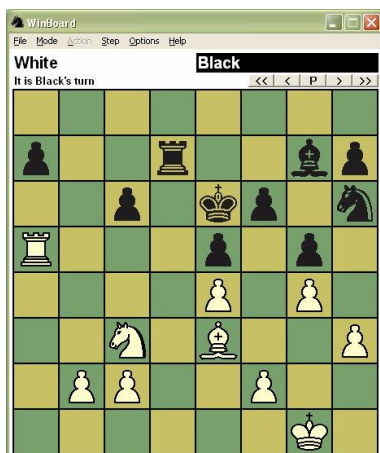 WinBoard
File Mode Action Step Options Help
White Black
It is Black's turn << < P > >>